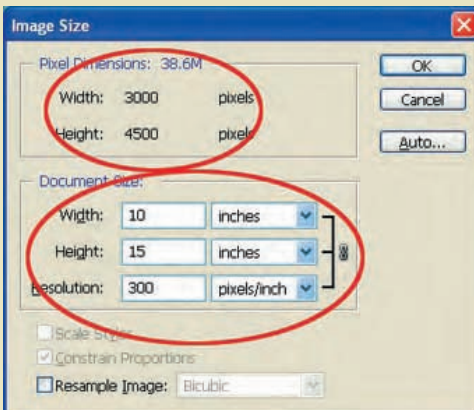 Image Size
Pixel Dimensions: 38.6M
OK
Width: 3000 pixels
Cancel
Height: 4500 pixels
Auto...
Document Size:
Width: 10 inches
Height: 15 inches
Resolution: 300 pixels/inch
Scale Styles
Constrain Proportions
Resample Image: Bicubic